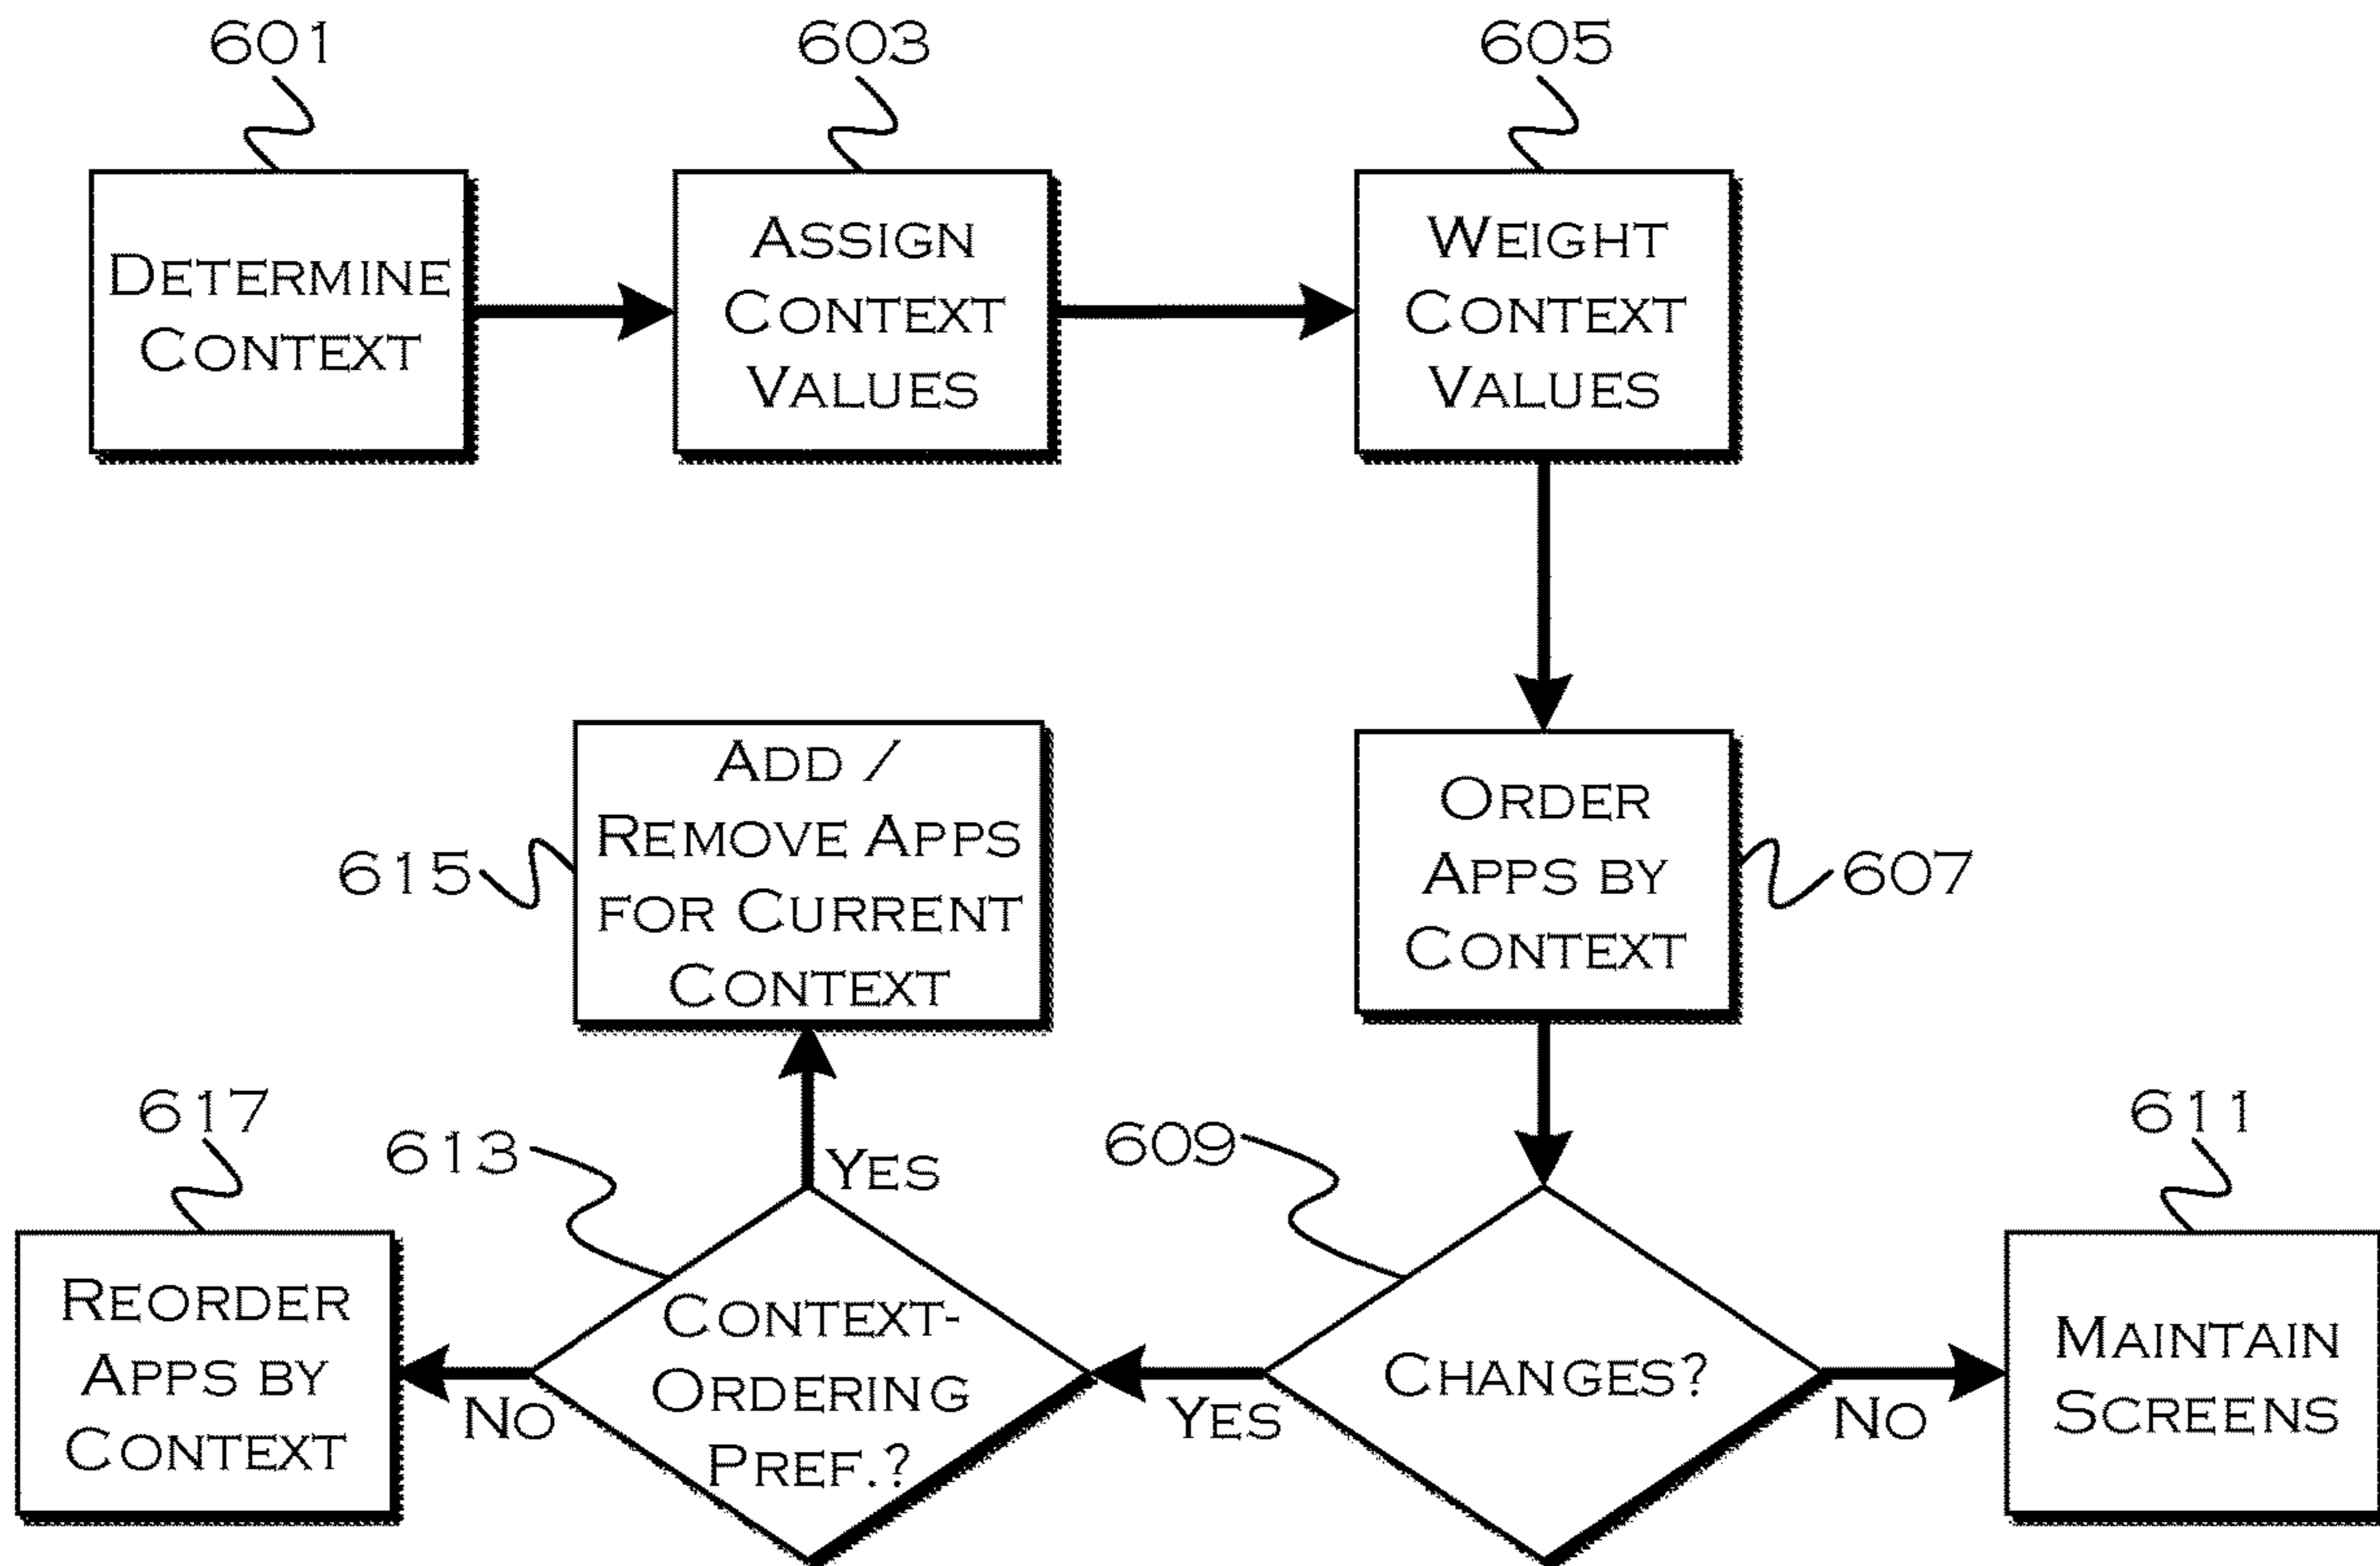 601
603
605
DETERMINE
CONTEXT
ASSIGN
CONTEXT
VALUES
WEIGHT
CONTEXT
VALUES
ADD /
REMOVE APPS
FOR CURRENT
CONTEXT
615
ORDER
APPS BY
CONTEXT
607
617
613
YES
609
611
REORDER
APPS BY
CONTEXT
NO
CONTEXT-
ORDERING
PREF.?
YES
CHANGES?
NO
MAINTAIN
SCREENS